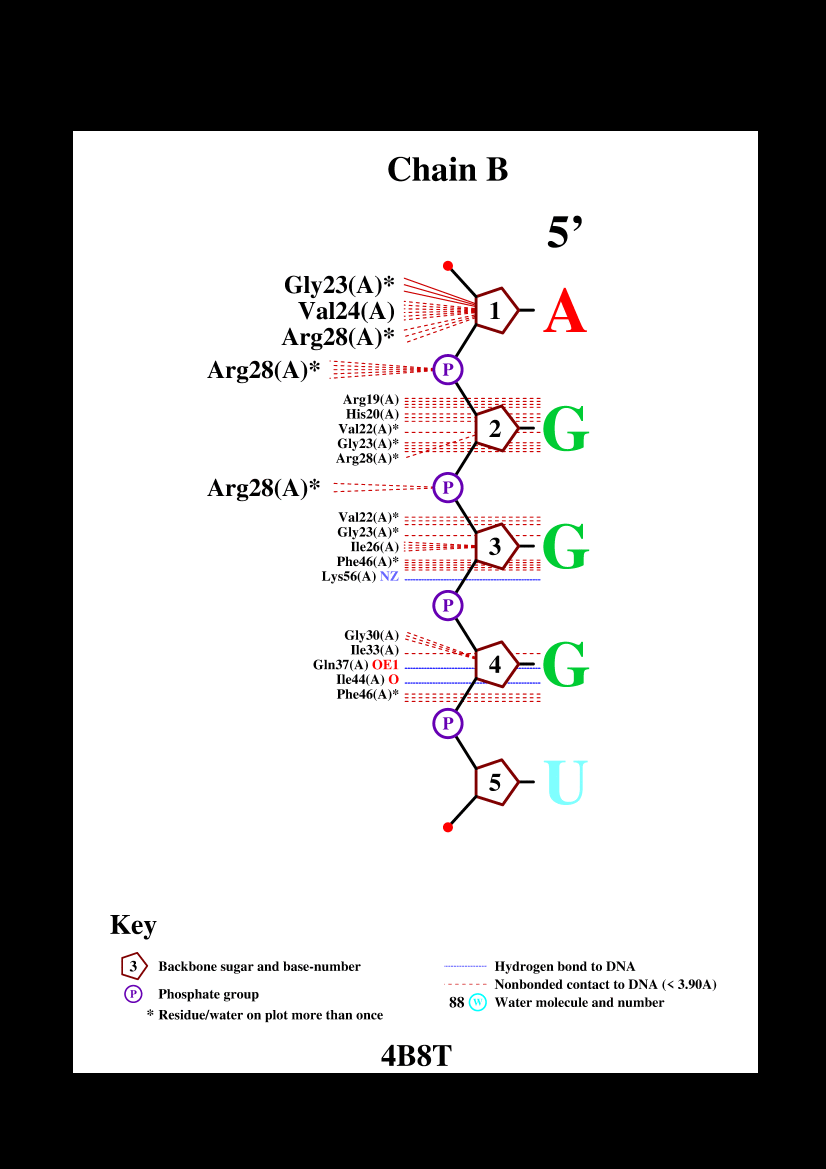 Chain B
5’
Gly23(A)*
Val24(A)
Arg28(A)*
1
A
Arg28(A)*
P
Arg19(A)
His20(A)
Val22(A)*
Gly23(A)*
Arg28(A)*
2
G
Arg28(A)*
P
Val22(A)*
Gly23(A)*
Ile26(A)
Phe46(A)*
Lys56(A) NZ
3
G
P
Gly30(A)
Ile33(A)
Gln37(A) OE1
Ile44(A) O
Phe46(A)*
4
G
P
5
U
Key
3 Backbone sugar and base-number
P Phosphate group
* Residue/water on plot more than once
Hydrogen bond to DNA
Nonbonded contact to DNA (< 3.90A)
88 W Water molecule and number
4B8T